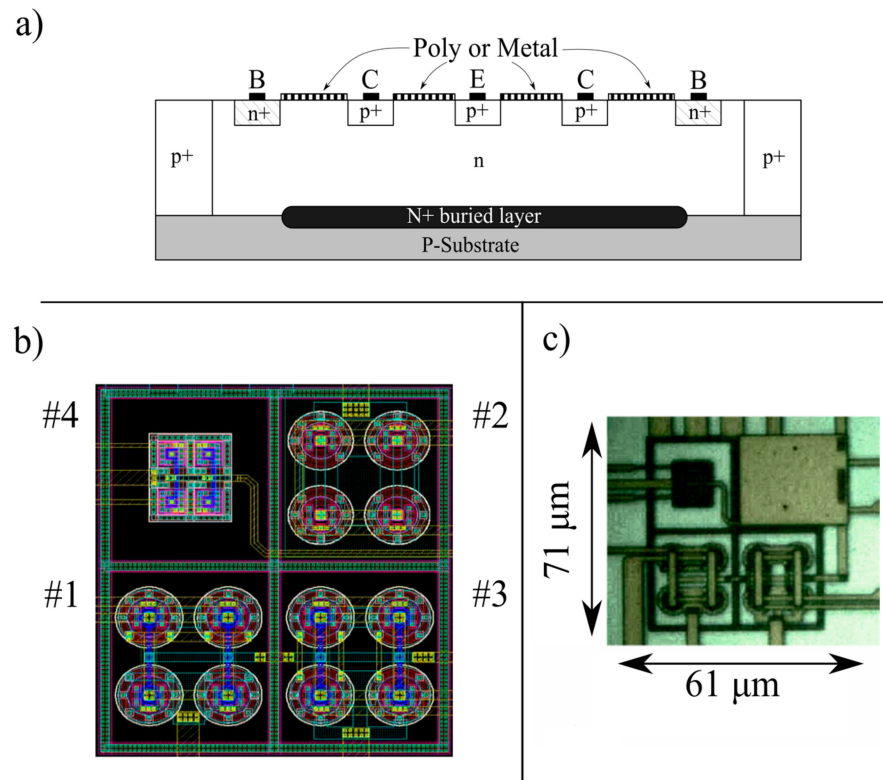 a)
Poly or Metal
B C E C B
n+ p+ p+ p+ n+
p+ n p+
N+ buried layer
P-Substrate
b)
#4 #2
#1 #3
c)
71 μm
61 μm